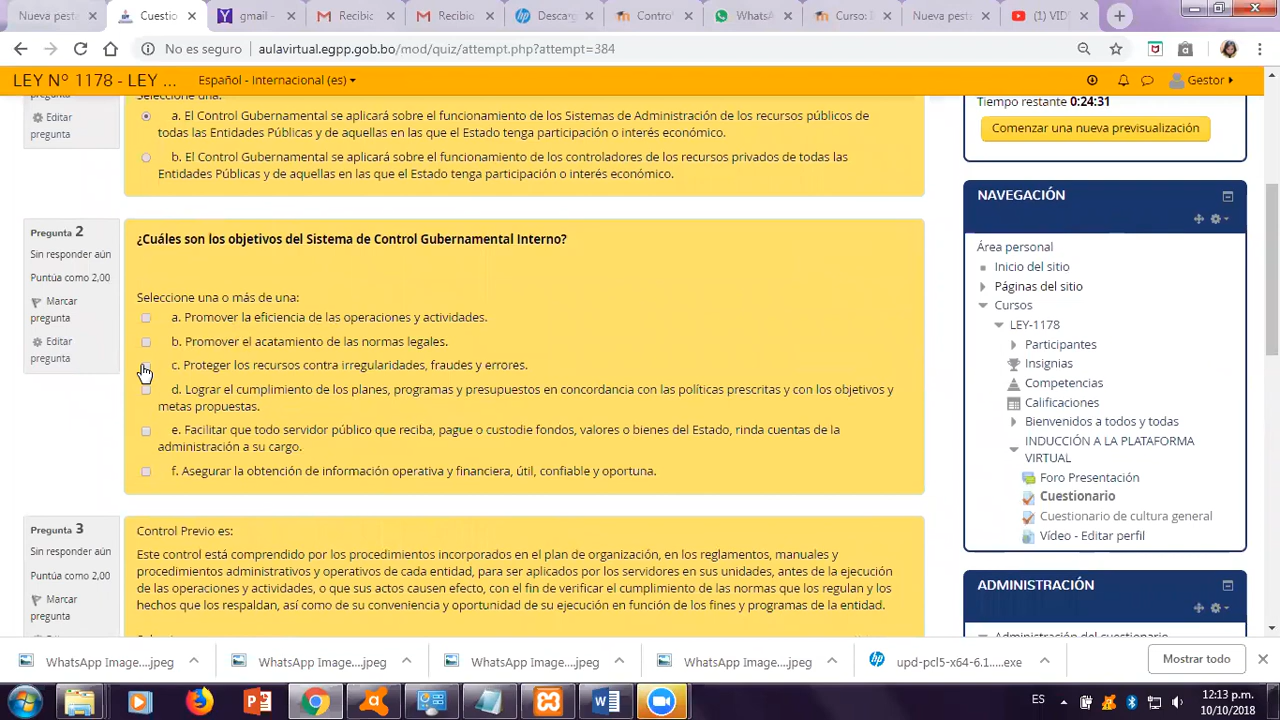 Nueva pest
Cuestio
gmail -
Recibic
Recibic
Descarg
Contro
WhatsA
Curso: I
Nueva pest
(1) VID
No es seguro
aulavirtual.egpp.gob.bo/mod/quiz/attempt.php?attempt=384
LEY Nº 1178 - LEY ...
Español - Internacional (es)
Gestor
Editar
pregunta
a. El Control Gubernamental se aplicará sobre el funcionamiento de los Sistemas de Administración de los recursos públicos de
todas las Entidades Públicas y de aquellas en las que el Estado tenga participación o interés económico.
b. El Control Gubernamental se aplicará sobre el funcionamiento de los controladores de los recursos privados de todas las
Entidades Públicas y de aquellas en las que el Estado tenga participación o interés económico.
Pregunta 2
Sin responder aún
Puntúa como 2,00
Marcar
pregunta
Editar
pregunta
¿Cuáles son los objetivos del Sistema de Control Gubernamental Interno?
Seleccione una o más de una:
a. Promover la eficiencia de las operaciones y actividades.
b. Promover el acatamiento de las normas legales.
c. Proteger los recursos contra irregularidades, fraudes y errores.
d. Lograr el cumplimiento de los planes, programas y presupuestos en concordancia con las políticas prescritas y con los objetivos y
metas propuestas.
e. Facilitar que todo servidor público que reciba, pague o custodie fondos, valores o bienes del Estado, rinda cuentas de la
administración a su cargo.
f. Asegurar la obtención de información operativa y financiera, útil, confiable y oportuna.
Pregunta 3
Sin responder aún
Puntúa como 2,00
Marcar
pregunta
Control Previo es:
Este control está comprendido por los procedimientos incorporados en el plan de organización, en los reglamentos, manuales y
procedimientos administrativos y operativos de cada entidad, para ser aplicados por los servidores en sus unidades, antes de la ejecución
de las operaciones y actividades, o que sus actos causen efecto, con el fin de verificar el cumplimiento de las normas que los regulan y los
hechos que los respaldan, así como de su conveniencia y oportunidad de su ejecución en función de los fines y programas de la entidad.
Tiempo restante 0:24:31
Comenzar una nueva previsualización
NAVEGACIÓN
Área personal
Inicio del sitio
Páginas del sitio
Cursos
LEY-1178
Participantes
Insignias
Competencias
Calificaciones
Bienvenidos a todos y todas
INDUCCIÓN A LA PLATAFORMA
VIRTUAL
Foro Presentación
Cuestionario
Cuestionario de cultura general
Vídeo - Editar perfil
ADMINISTRACIÓN
Administración del cuestionario
WhatsApp Image....jpeg
WhatsApp Image....jpeg
WhatsApp Image....jpeg
WhatsApp Image....jpeg
upd-pcl5-x64-6.1.....exe
Mostrar todo
ES
12:13 p.m.
10/10/2018